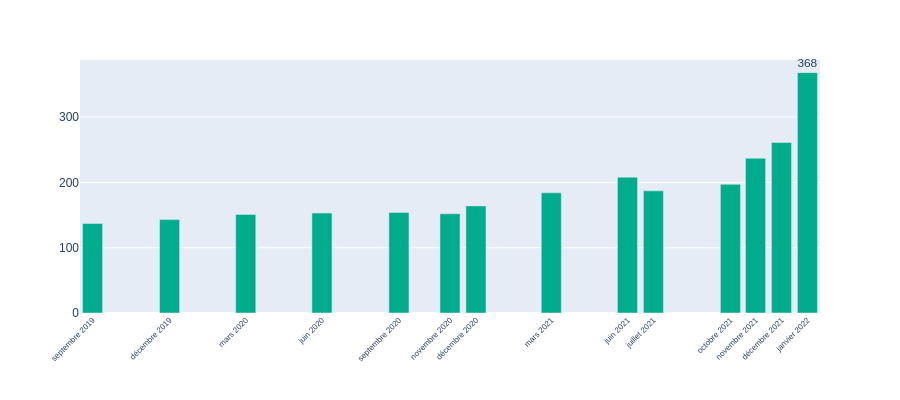 368
300
200
100
0
septembre 2019
décembre 2019
mars 2020
juin 2020
septembre 2020
novembre 2020
décembre 2020
mars 2021
juin 2021
juillet 2021
octobre 2021
novembre 2021
décembre 2021
janvier 2022